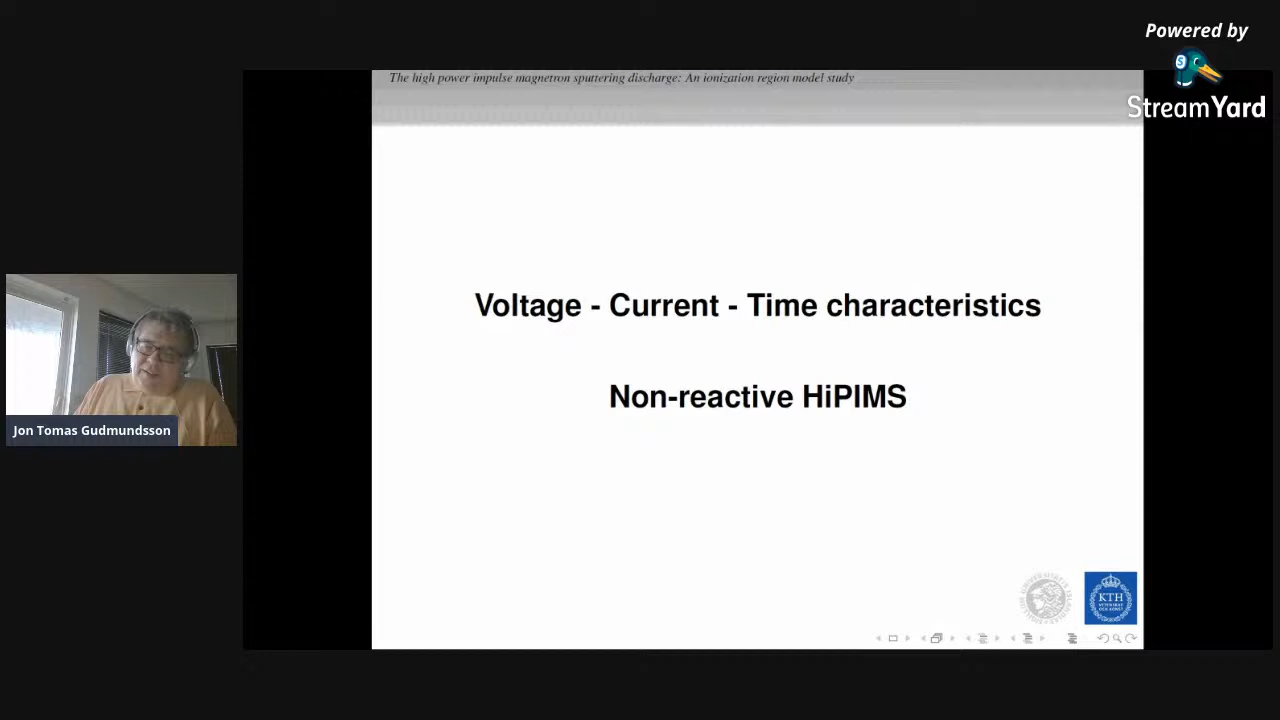 Powered by
StreamYard
The high power impulse magnetron sputtering discharge: An ionization region model study
Voltage - Current - Time characteristics
Non-reactive HiPIMS
Jon Tomas Gudmundsson
KTH